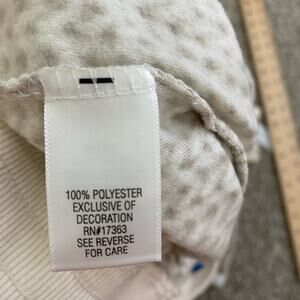 100% POLYESTER
EXCLUSIVE OF
DECORATION
RN#17363
SEE REVERSE
FOR CARE